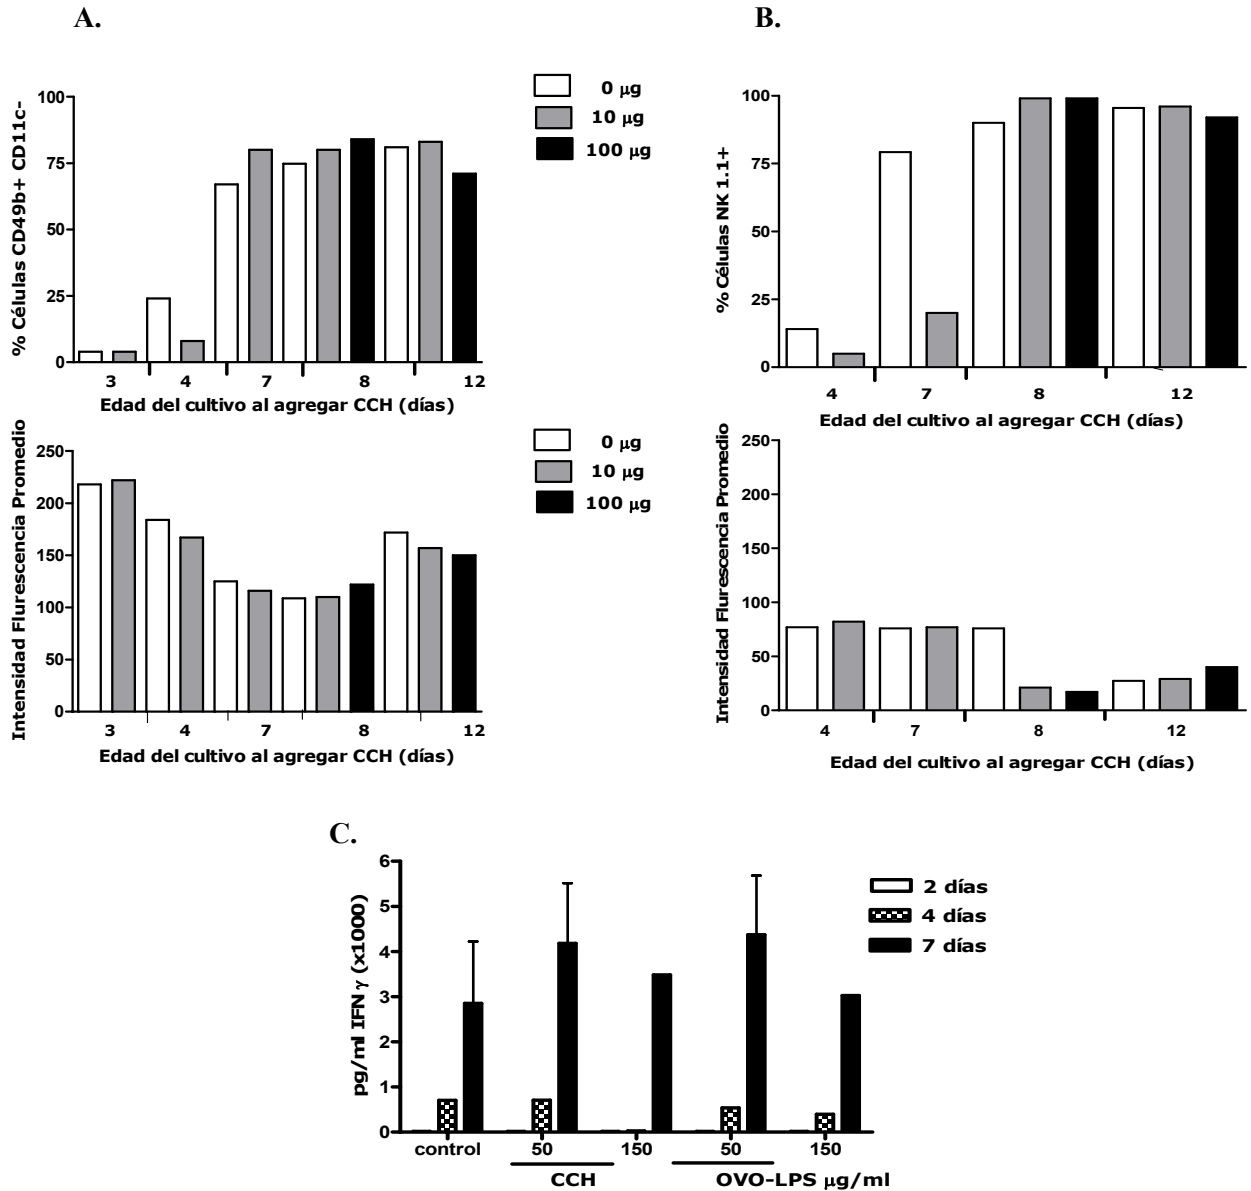 A.
100
75
50
25
0
% Células CD49b+ CD11c-
3 4 7 8 12
Edad del cultivo al agregar CCH (días)
0 µg
10 µg
100 µg
250
200
150
100
50
0
Intensidad Flurescencia Promedio
3 4 7 8 12
Edad del cultivo al agregar CCH (días)
0 µg
10 µg
100 µg
B.
100
75
50
25
0
% Células NK 1.1+
4 7 8 12
Edad del cultivo al agregar CCH (días)
250
200
150
100
50
0
Intensidad Flurescencia Promedio
4 7 8 12
Edad del cultivo al agregar CCH (días)
C.
6
5
4
3
2
1
0
pg/ml IFN γ (x1000)
control 50 150 50 150
CCH OVO-LPS µg/ml
2 días
4 días
7 días